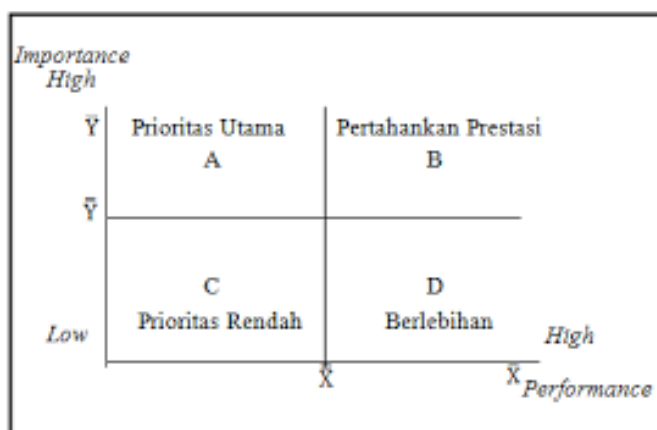 Importance
High
Ȳ Prioritas Utama Pertahankan Prestasi
A B
Ȳ
C D
Prioritas Rendah Berlebihan
Low High
X̄ X̄ Performance